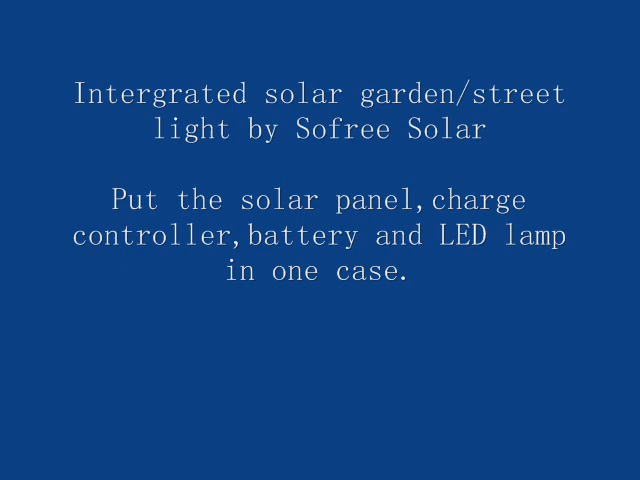 Intergrated solar garden/street
light by Sofree Solar
Put the solar panel,charge
controller,battery and LED lamp
in one case.